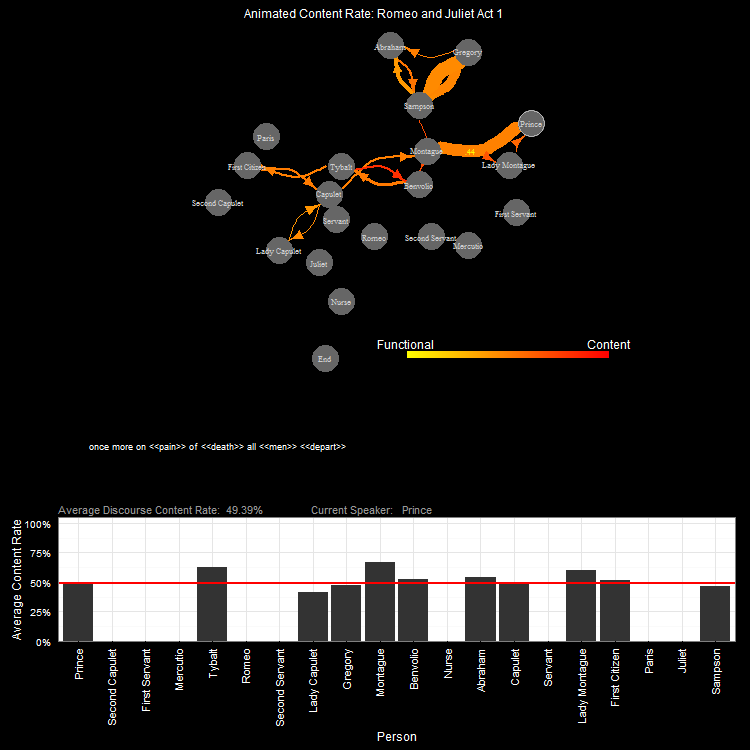 Animated Content Rate: Romeo and Juliet Act 1
Abraham
Gregory
Sampson
Prince
Paris
Montague
.44
First Citizen
Tybalt
Lady Montague
Capulet
Benvolio
Second Capulet
First Servant
Servant
Romeo
Second Servant
Mercutio
Lady Capulet
Juliet
Nurse
Functional
Content
End
once more on <<pain>> of <<death>> all <<men>> <<depart>>
Average Discourse Content Rate: 49.39%
Current Speaker: Prince
Average Content Rate
100%
75%
50%
25%
0%
Prince
Second Capulet
First Servant
Mercutio
Tybalt
Romeo
Second Servant
Lady Capulet
Gregory
Montague
Benvolio
Nurse
Abraham
Capulet
Servant
Lady Montague
First Citizen
Paris
Juliet
Sampson
Person